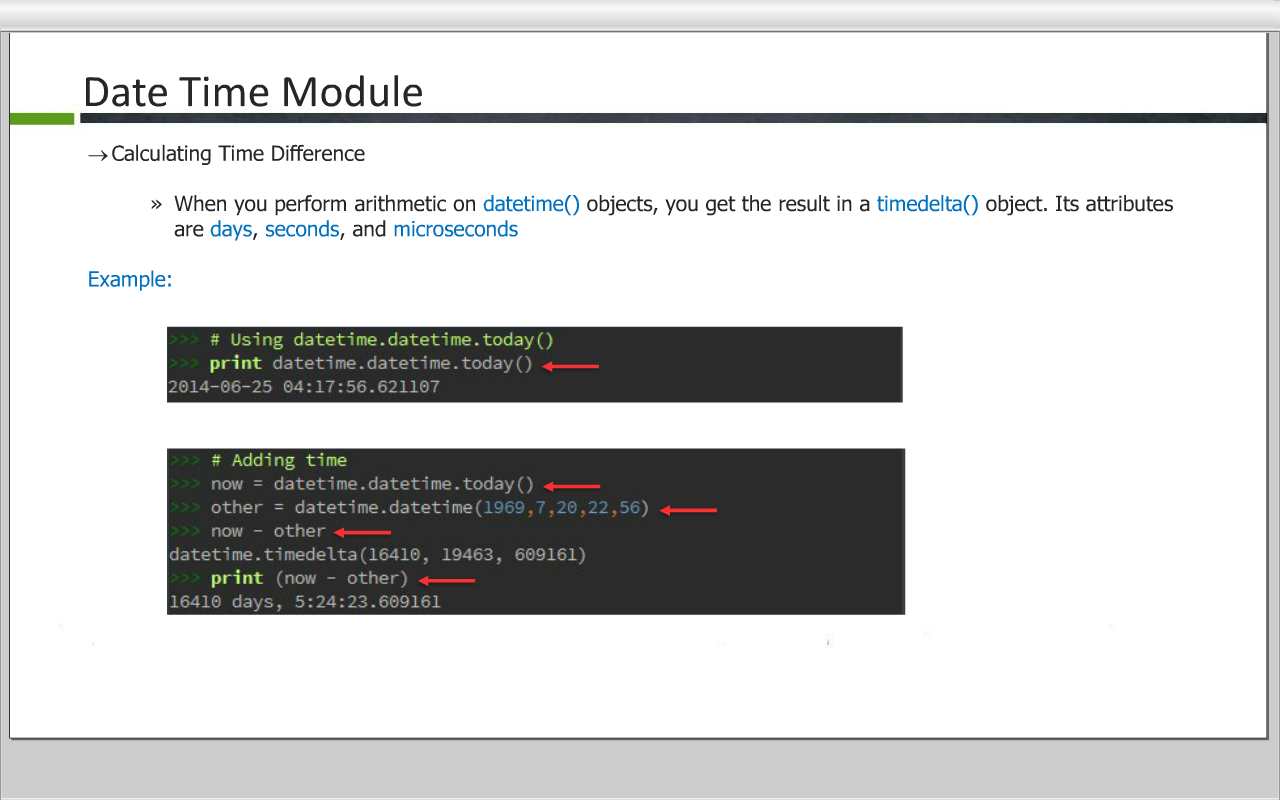 Date Time Module
→Calculating Time Difference
» When you perform arithmetic on datetime() objects, you get the result in a timedelta() object. Its attributes
are days, seconds, and microseconds
Example:
>>> # Using datetime.datetime.today()
>>> print datetime.datetime.today()
2014-06-25 04:17:56.621107
>>> # Adding time
>>> now = datetime.datetime.today()
>>> other = datetime.datetime(1969,7,20,22,56)
>>> now - other
datetime.timedelta(16410, 19463, 609161)
>>> print (now - other)
16410 days, 5:24:23.609161